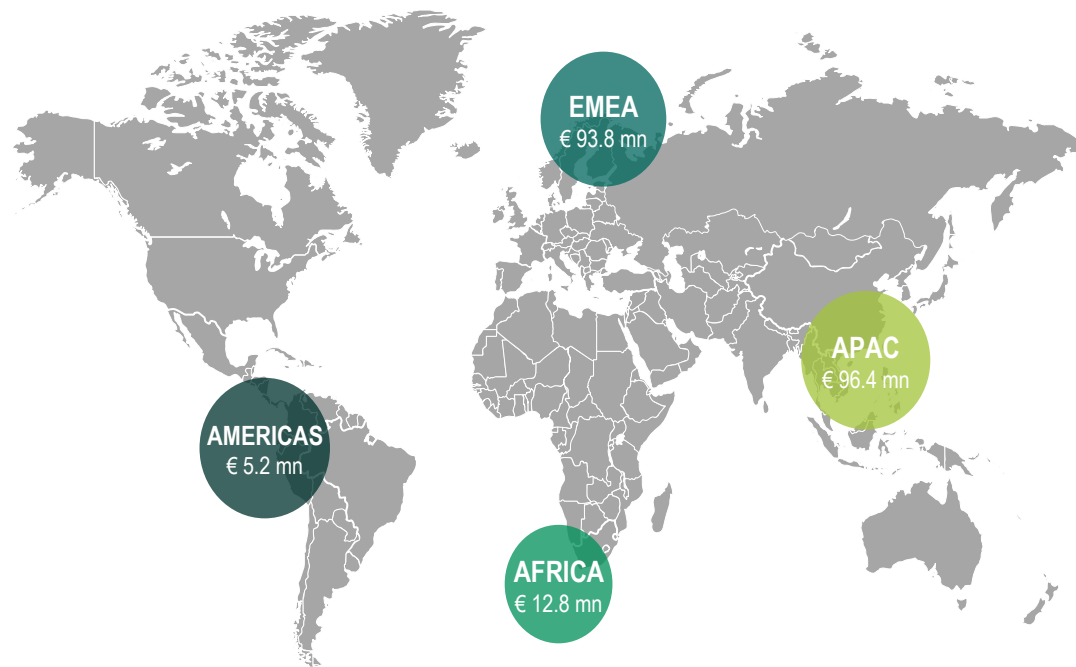 EMEA
€ 93.8 mn
APAC
€ 96.4 mn
AMERICAS
€ 5.2 mn
AFRICA
€ 12.8 mn